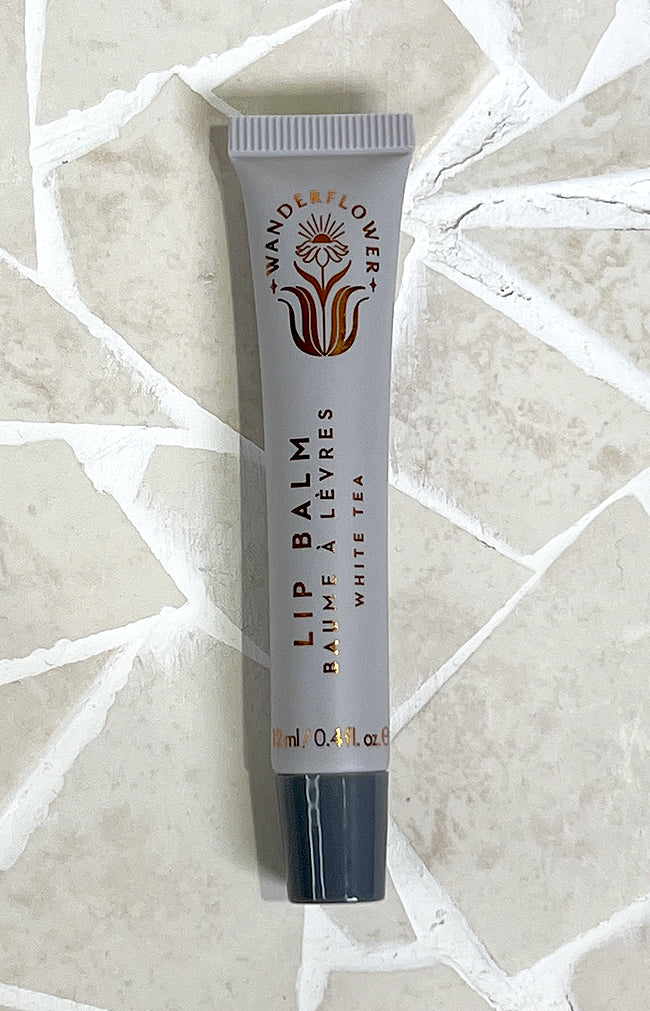 WANDERFLOWER
LIP BALM
BAUME À LÈVRES
WHITE TEA
0.4 fl. oz. ℮